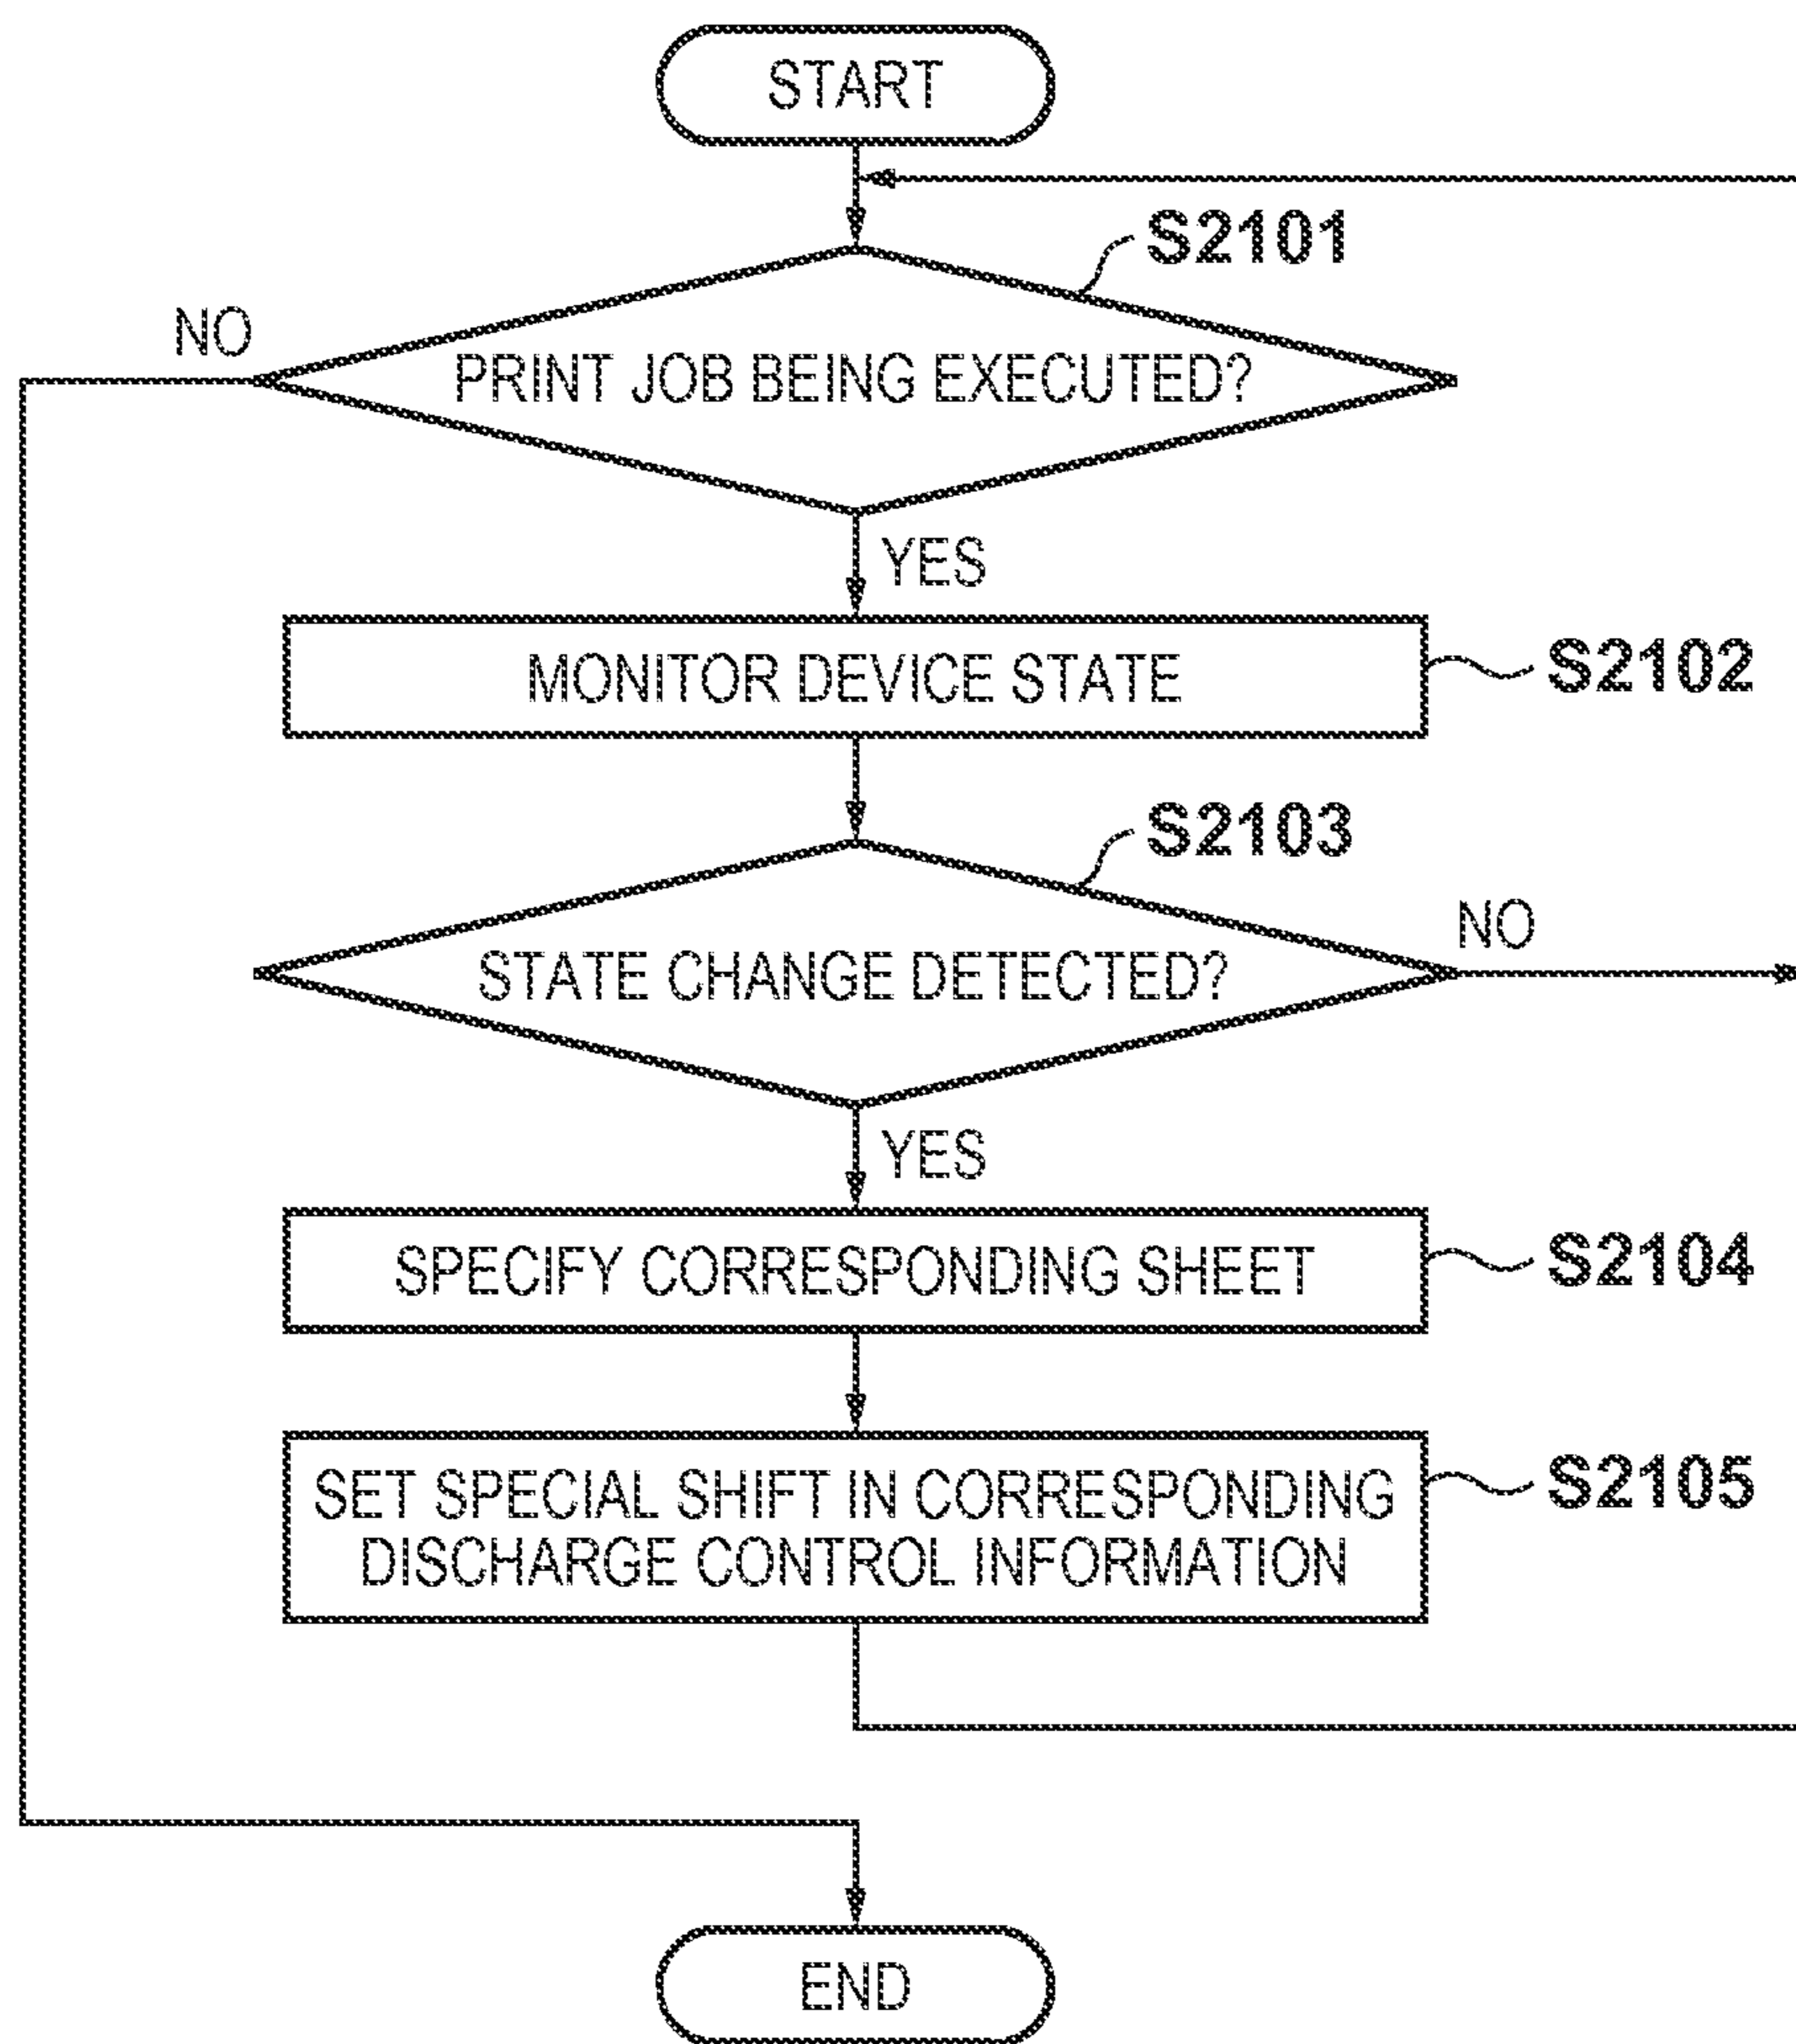 START
S2101
NO
PRINT JOB BEING EXECUTED?
YES
MONITOR DEVICE STATE
S2102
S2103
NO
STATE CHANGE DETECTED?
YES
SPECIFY CORRESPONDING SHEET
S2104
SET SPECIAL SHIFT IN CORRESPONDING
DISCHARGE CONTROL INFORMATION
S2105
END